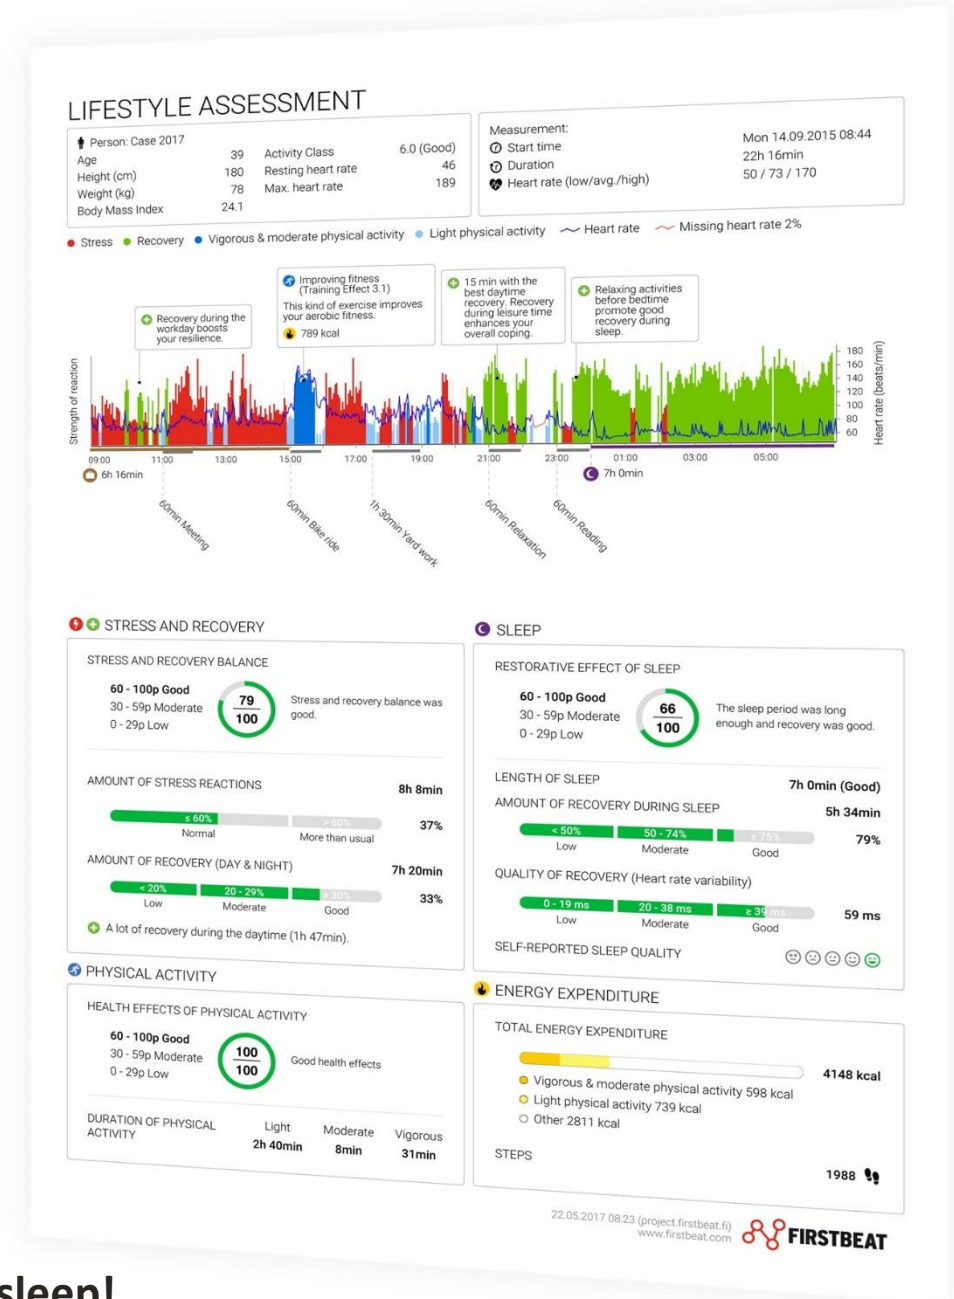 LIFESTYLE ASSESSMENT
Person: Case 2017
Age 39
Height (cm) 180
Weight (kg) 78
Body Mass Index 24.1
Activity Class 6.0 (Good)
Resting heart rate 46
Max. heart rate 189
Measurement:
Start time Mon 14.09.2015 08:44
Duration 22h 16min
Heart rate (low/avg./high) 50 / 73 / 170
Stress Recovery Vigorous & moderate physical activity Light physical activity Heart rate Missing heart rate 2%
Recovery during the
workday boosts
your resilience.
Improving fitness
(Training Effect 3.1)
This kind of exercise improves
your aerobic fitness.
789 kcal
15 min with the
best daytime
recovery. Recovery
during leisure time
enhances your
overall coping.
Relaxing activities
before bedtime
promote good
recovery during
sleep.
Strength of reaction
180
160
140
120
100
80
60
Heart rate (beats/min)
09:00 11:00 13:00 15:00 17:00 19:00 21:00 23:00 01:00 03:00 05:00
6h 16min
7h 0min
60min Meeting
60min Bike ride
1h 30min Yard work
60min Relaxation
60min Reading
STRESS AND RECOVERY
STRESS AND RECOVERY BALANCE
60 - 100p Good
30 - 59p Moderate
0 - 29p Low
79
100
Stress and recovery balance was
good.
AMOUNT OF STRESS REACTIONS 8h 8min
≤ 60% > 60% 37%
Normal More than usual
AMOUNT OF RECOVERY (DAY & NIGHT) 7h 20min
< 20% 20 - 29% ≥ 30% 33%
Low Moderate Good
A lot of recovery during the daytime (1h 47min).
SLEEP
RESTORATIVE EFFECT OF SLEEP
60 - 100p Good
30 - 59p Moderate
0 - 29p Low
66
100
The sleep period was long
enough and recovery was good.
LENGTH OF SLEEP 7h 0min (Good)
AMOUNT OF RECOVERY DURING SLEEP 5h 34min
< 50% 50 - 74% ≥ 75% 79%
Low Moderate Good
QUALITY OF RECOVERY (Heart rate variability)
0 - 19 ms 20 - 38 ms ≥ 39 ms 59 ms
Low Moderate Good
SELF-REPORTED SLEEP QUALITY
PHYSICAL ACTIVITY
HEALTH EFFECTS OF PHYSICAL ACTIVITY
60 - 100p Good
30 - 59p Moderate
0 - 29p Low
100
100
Good health effects
DURATION OF PHYSICAL
ACTIVITY
Light Moderate Vigorous
2h 40min 8min 31min
ENERGY EXPENDITURE
TOTAL ENERGY EXPENDITURE
4148 kcal
Vigorous & moderate physical activity 598 kcal
Light physical activity 739 kcal
Other 2811 kcal
STEPS 1988
22.05.2017 08:23 (project.firstbeat.fi)
www.firstbeat.com
FIRSTBEAT
sleep!